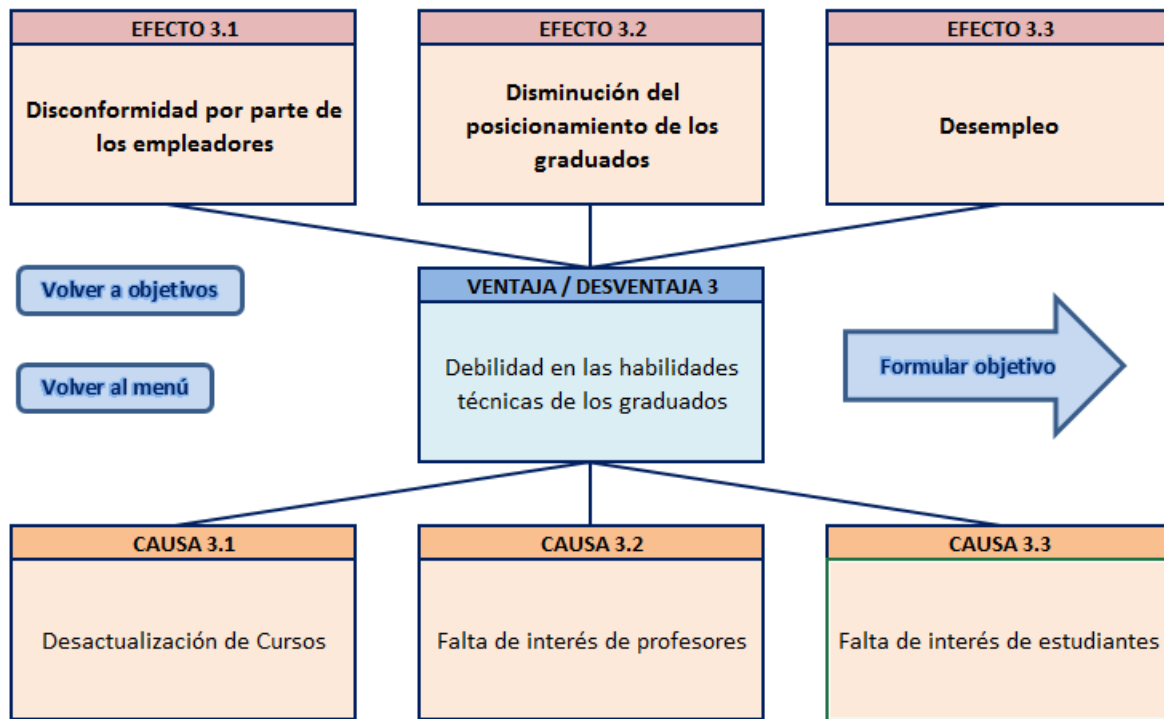 EFECTO 3.1
EFECTO 3.2
EFECTO 3.3
Disconformidad por parte de
los empleadores
Disminución del
posicionamiento de los
graduados
Desempleo
Volver a objetivos
Volver al menú
VENTAJA / DESVENTAJA 3
Debilidad en las habilidades
técnicas de los graduados
Formular objetivo
CAUSA 3.1
CAUSA 3.2
CAUSA 3.3
Desactualización de Cursos
Falta de interés de profesores
Falta de interés de estudiantes